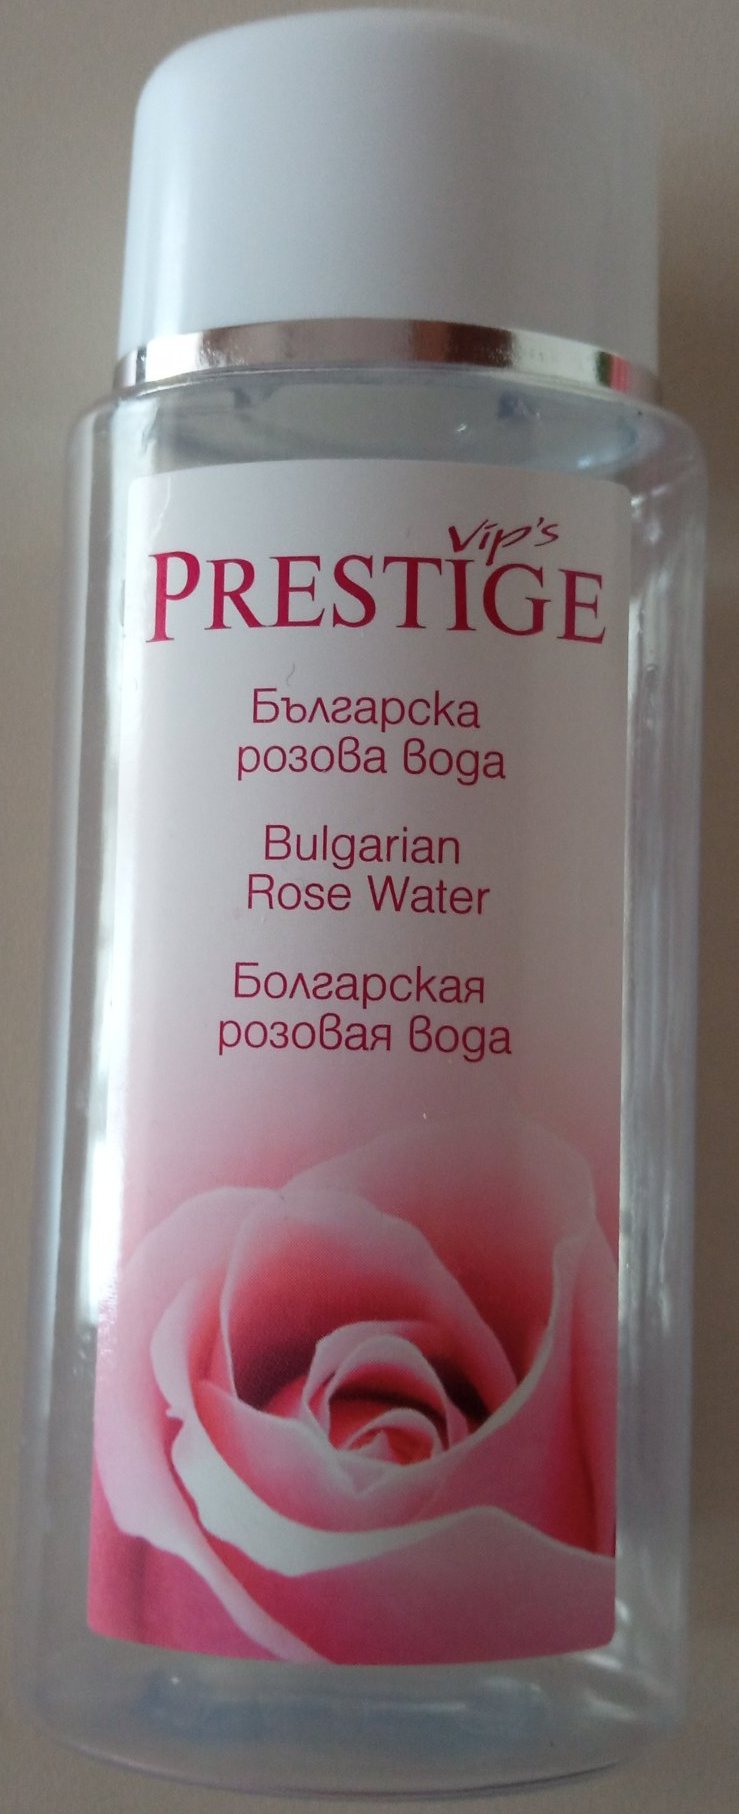 Vip's
PRESTIGE
Българска
розова вода
Bulgarian
Rose Water
Болгарская
розовая вода